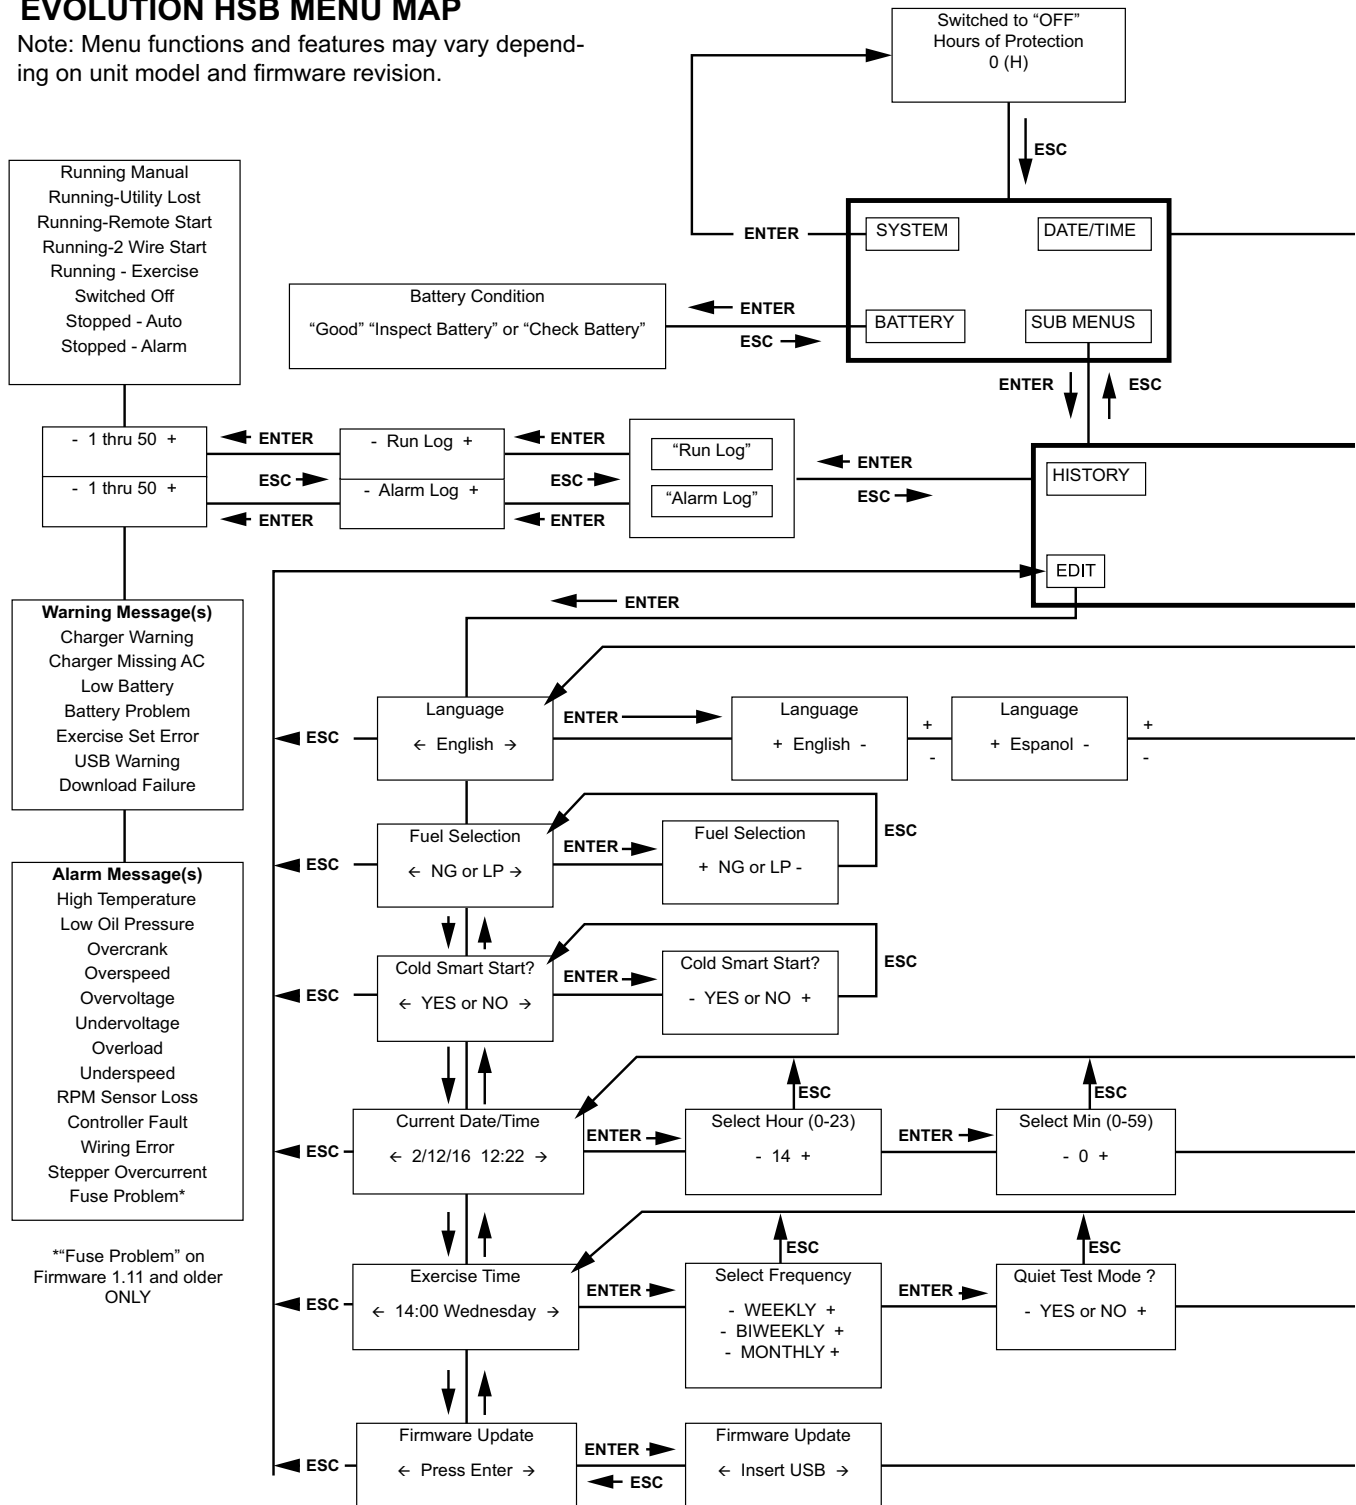 EVOLUTION HSB MENU MAP
Note: Menu functions and features may vary depend-
ing on unit model and firmware revision.
Switched to “OFF”
Hours of Protection
0 (H)
ESC
SYSTEM
DATE/TIME
BATTERY
SUB MENUS
ENTER
Battery Condition
“Good” “Inspect Battery” or “Check Battery”
ENTER
ESC
ENTER
ESC
Running Manual
Running-Utility Lost
Running-Remote Start
Running-2 Wire Start
Running - Exercise
Switched Off
Stopped - Auto
Stopped - Alarm
- 1 thru 50 +
- 1 thru 50 +
ENTER
ESC
ENTER
- Run Log +
- Alarm Log +
ENTER
ESC
ENTER
“Run Log”
“Alarm Log”
ENTER
ESC
HISTORY
EDIT
ENTER
Warning Message(s)
Charger Warning
Charger Missing AC
Low Battery
Battery Problem
Exercise Set Error
USB Warning
Download Failure
Alarm Message(s)
High Temperature
Low Oil Pressure
Overcrank
Overspeed
Overvoltage
Undervoltage
Overload
Underspeed
RPM Sensor Loss
Controller Fault
Wiring Error
Stepper Overcurrent
Fuse Problem*
*“Fuse Problem” on
Firmware 1.11 and older
ONLY
ESC
Language
← English →
ENTER
Language
+ English -
+
-
Language
+ Espanol -
+
-
ESC
Fuel Selection
← NG or LP →
ENTER
Fuel Selection
+ NG or LP -
ESC
ESC
Cold Smart Start?
← YES or NO →
ENTER
Cold Smart Start?
- YES or NO +
ESC
ESC
Current Date/Time
← 2/12/16 12:22 →
ENTER
ESC
Select Hour (0-23)
- 14 +
ENTER
ESC
Select Min (0-59)
- 0 +
ESC
Exercise Time
← 14:00 Wednesday →
ENTER
ESC
Select Frequency
- WEEKLY +
- BIWEEKLY +
- MONTHLY +
ENTER
ESC
Quiet Test Mode ?
- YES or NO +
ESC
Firmware Update
← Press Enter →
ENTER
ESC
Firmware Update
← Insert USB →